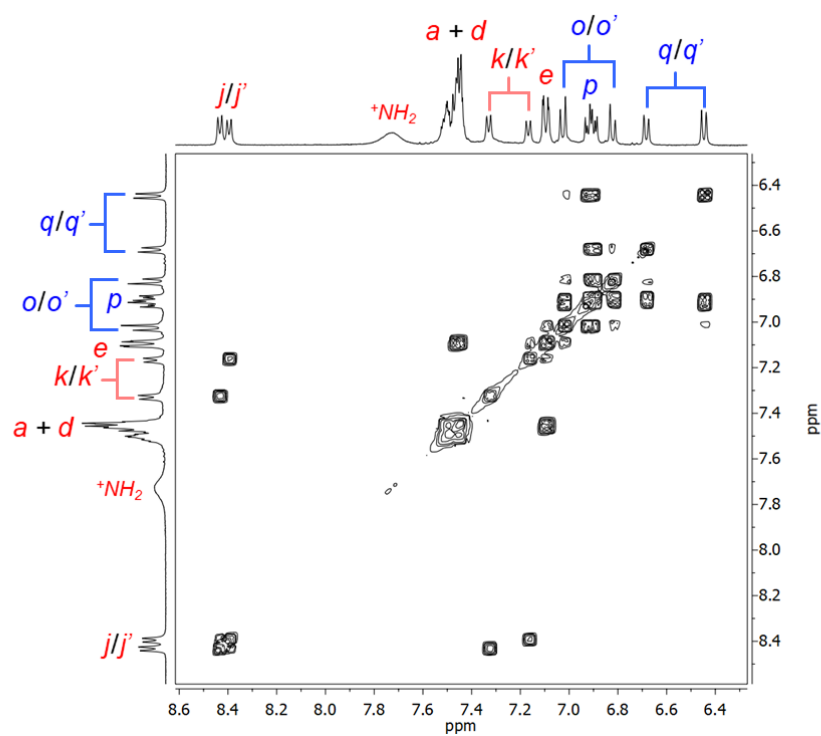 o/o'
a + d
k/k'
e
p
q/q'
j/j'
+NH2
q/q'
o/o'
p
e
k/k'
a + d
+NH2
j/j'
6.4
6.6
6.8
7.0
7.2
7.4
7.6
7.8
8.0
8.2
8.4
ppm
8.6 8.4 8.2 8.0 7.8 7.6 7.4 7.2 7.0 6.8 6.6 6.4
ppm